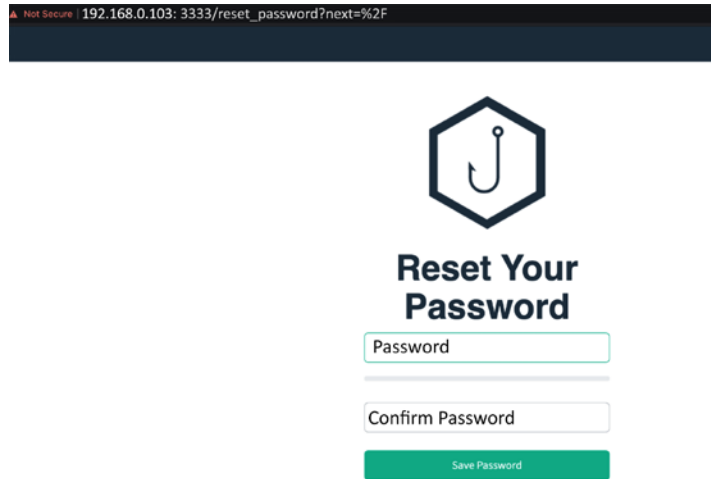 Not Secure | 192.168.0.103: 3333/reset_password?next=%2F
Reset Your
Password
Password
Confirm Password
Save Password